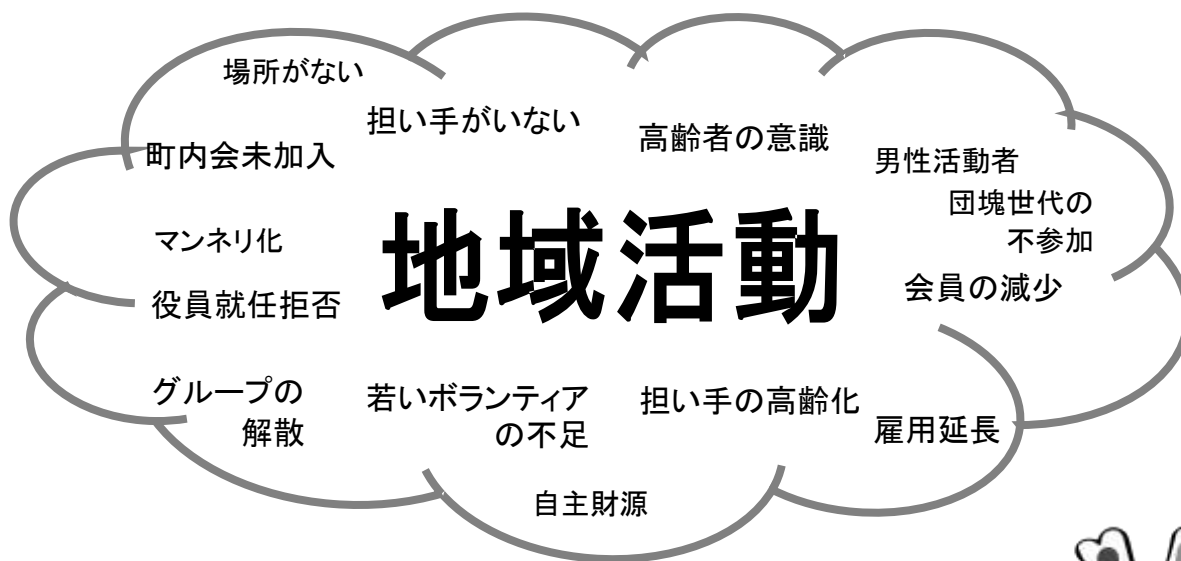 場所がない
担い手がいない
高齢者の意識
町内会未加入
男性活動者
団塊世代の
不参加
マンネリ化
地域活動
会員の減少
役員就任拒否
グループの
解散
若いボランティア
の不足
担い手の高齢化
雇用延長
自主財源